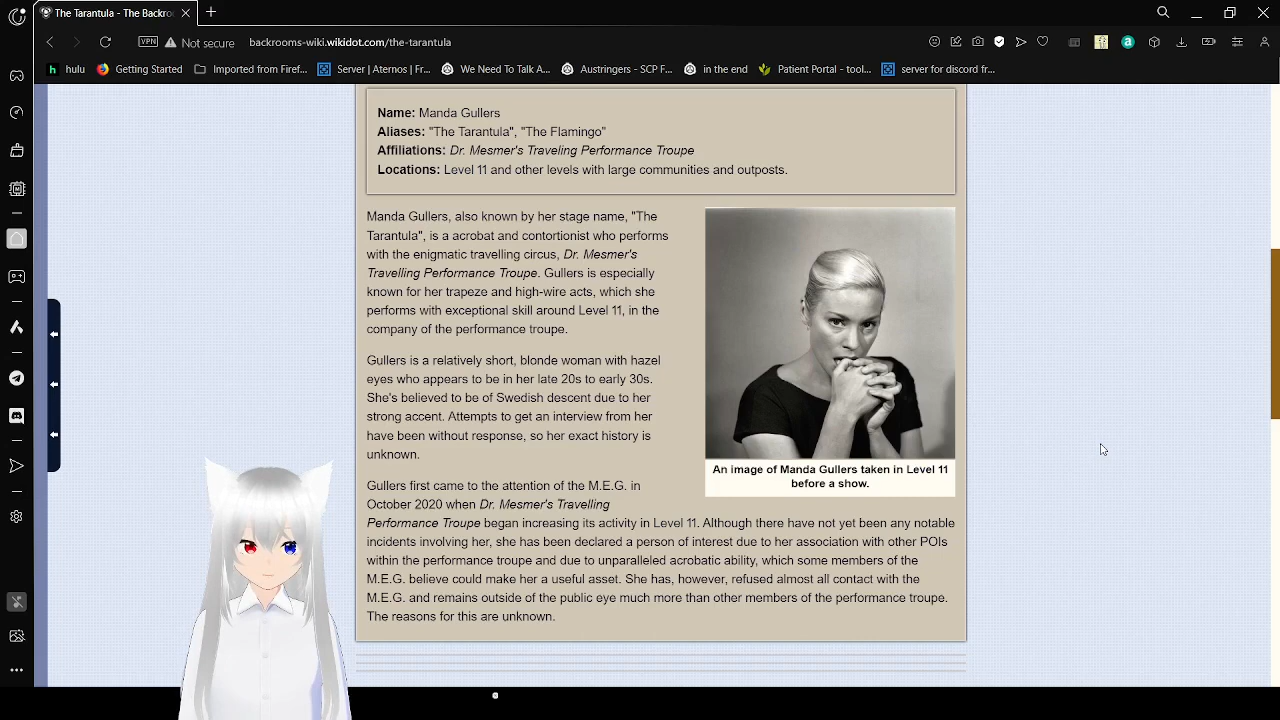 The Tarantula - The Backro
VPN Not secure backrooms-wiki.wikidot.com/the-tarantula
hulu Getting Started Imported from Firef... Server | Aternos | Fr... We Need To Talk A... Austringers - SCP F... in the end Patient Portal - tool... server for discord fr...
Name: Manda Gullers
Aliases: "The Tarantula", "The Flamingo"
Affiliations: Dr. Mesmer's Traveling Performance Troupe
Locations: Level 11 and other levels with large communities and outposts.
Manda Gullers, also known by her stage name, "The
Tarantula", is a acrobat and contortionist who performs
with the enigmatic travelling circus, Dr. Mesmer's
Travelling Performance Troupe. Gullers is especially
known for her trapeze and high-wire acts, which she
performs with exceptional skill around Level 11, in the
company of the performance troupe.
Gullers is a relatively short, blonde woman with hazel
eyes who appears to be in her late 20s to early 30s.
She's believed to be of Swedish descent due to her
strong accent. Attempts to get an interview from her
have been without response, so her exact history is
unknown.
An image of Manda Gullers taken in Level 11
before a show.
Gullers first came to the attention of the M.E.G. in
October 2020 when Dr. Mesmer's Travelling
Performance Troupe began increasing its activity in Level 11. Although there have not yet been any notable
incidents involving her, she has been declared a person of interest due to her association with other POIs
within the performance troupe and due to unparalleled acrobatic ability, which some members of the
M.E.G. believe could make her a useful asset. She has, however, refused almost all contact with the
M.E.G. and remains outside of the public eye much more than other members of the performance troupe.
The reasons for this are unknown.